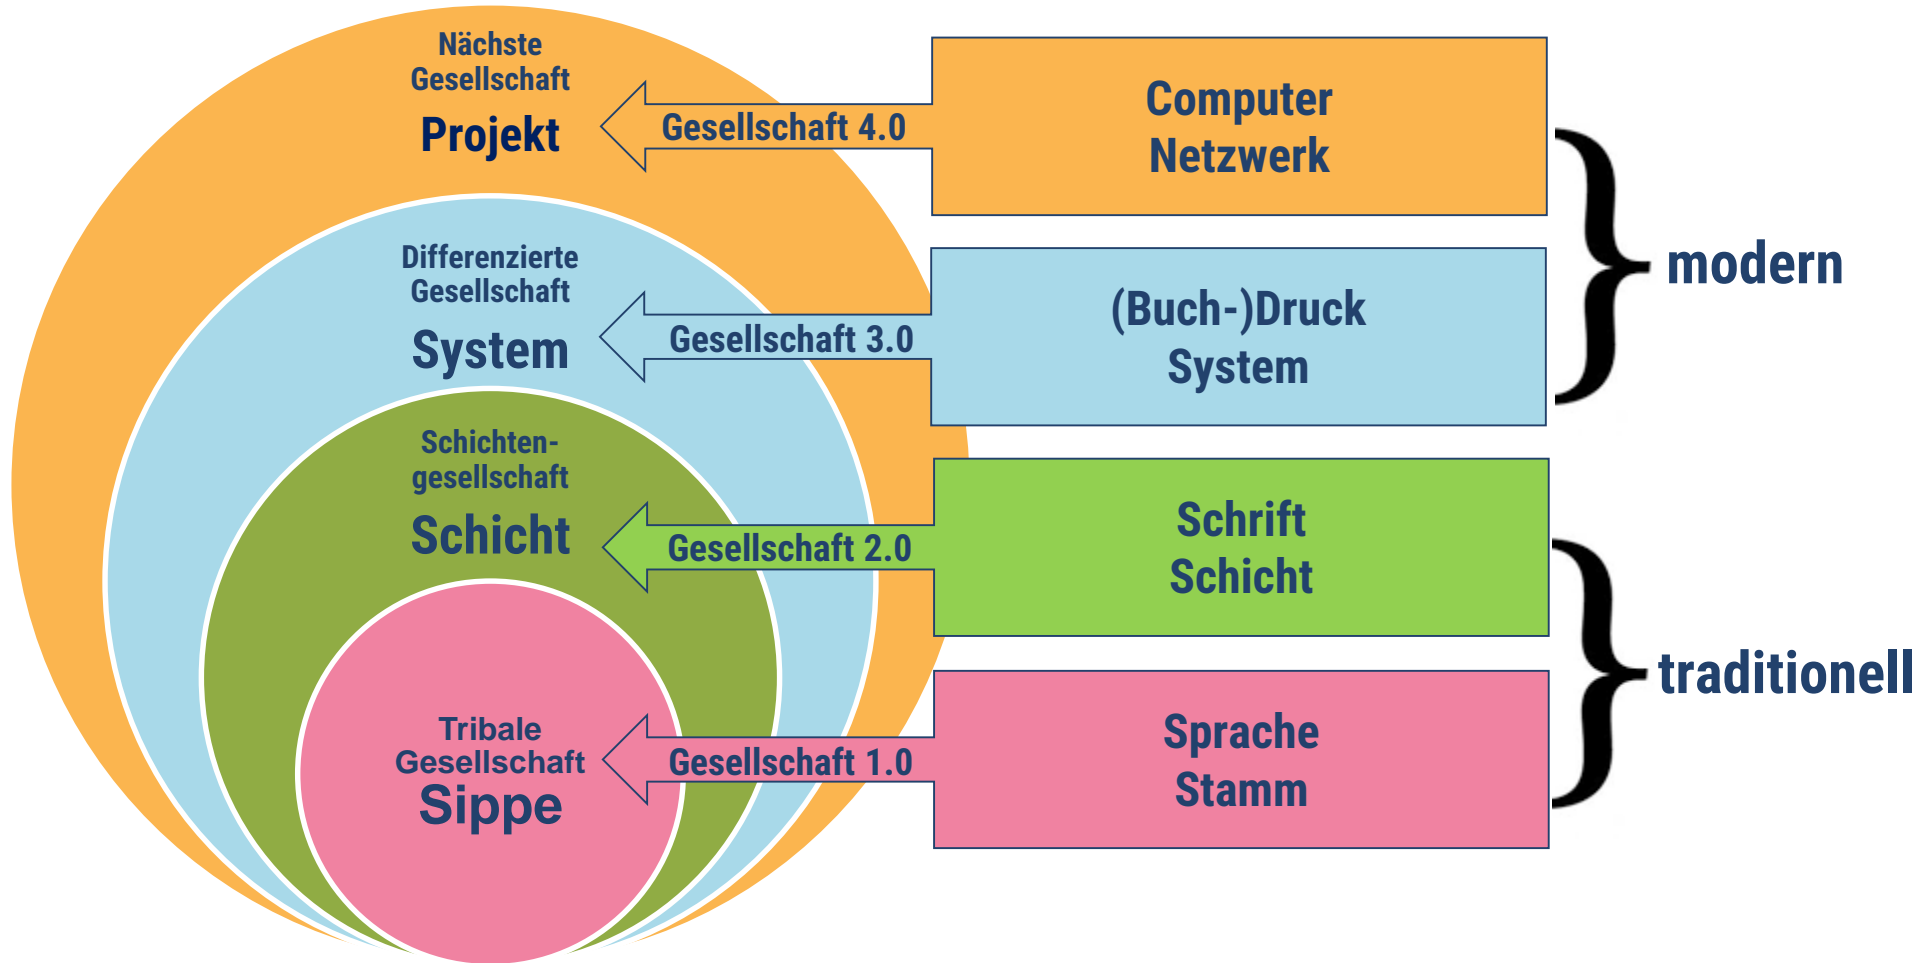 Nächste
Gesellschaft
Projekt
Gesellschaft 4.0
Computer
Netzwerk
Differenzierte
Gesellschaft
System
Gesellschaft 3.0
(Buch-)Druck
System
modern
Schichten-
gesellschaft
Schicht
Gesellschaft 2.0
Schrift
Schicht
Tribale
Gesellschaft
Sippe
Gesellschaft 1.0
Sprache
Stamm
traditionell